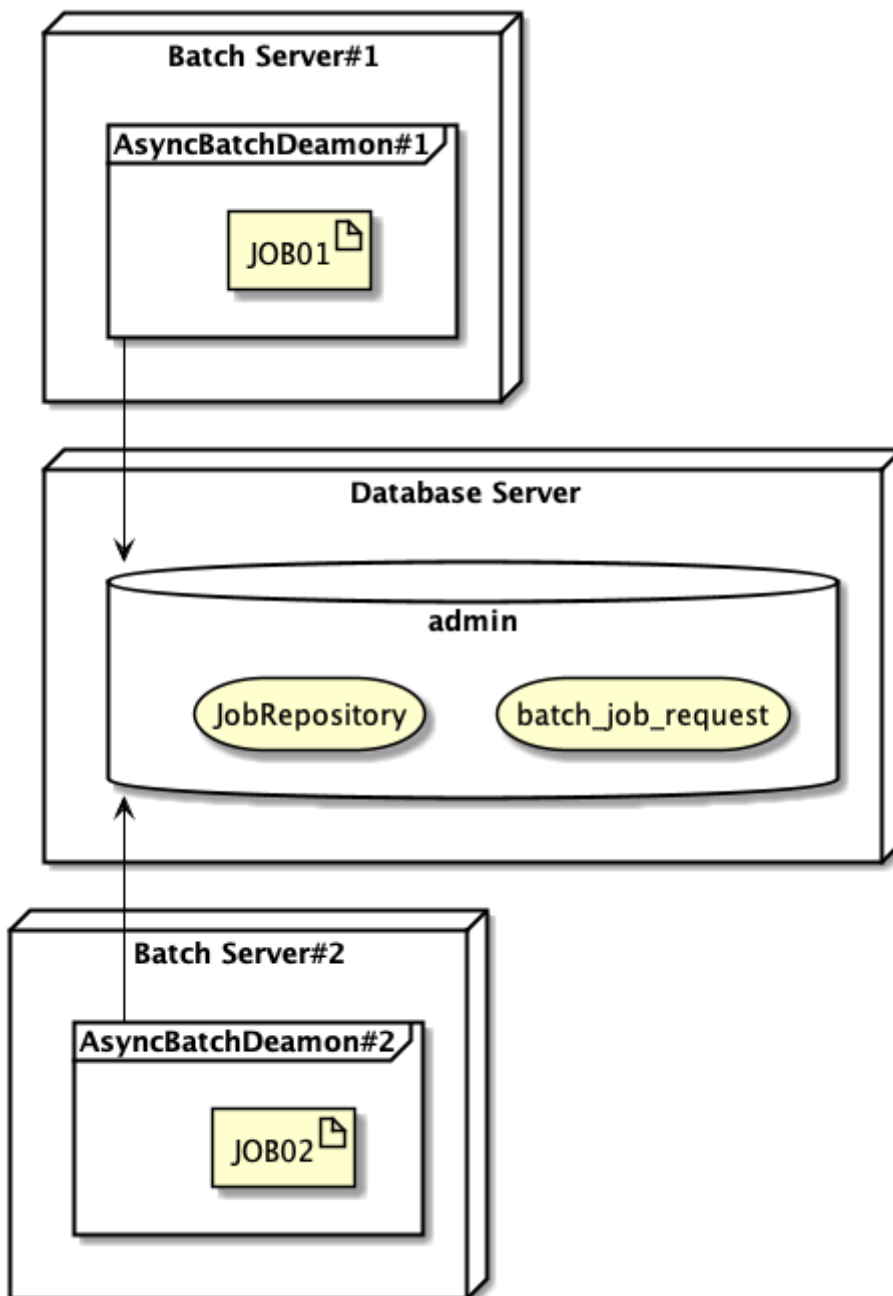 Batch Server#1
AsyncBatchDeamon#1
JOB01
Database Server
admin
JobRepository
batch_job_request
Batch Server#2
AsyncBatchDeamon#2
JOB02